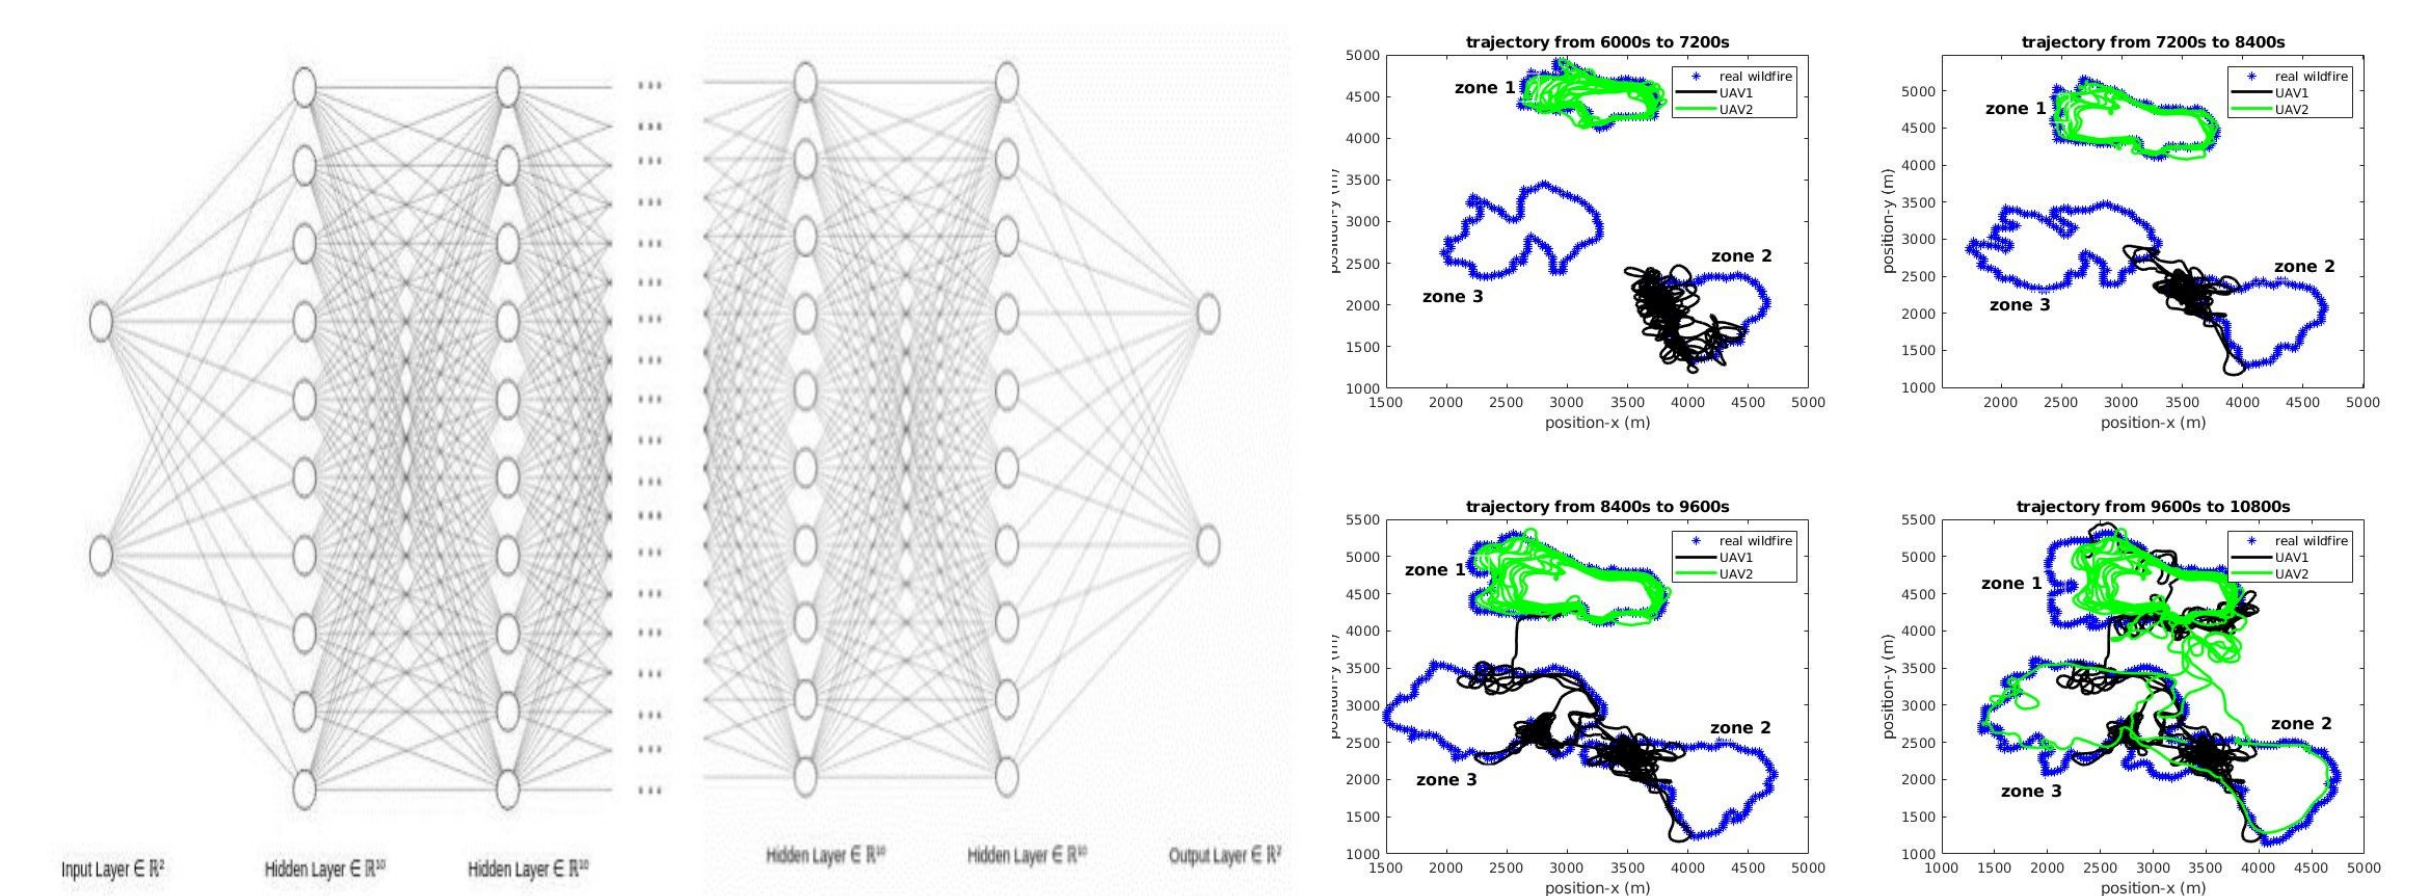 Input Layer ∈ ℝ²
Hidden Layer ∈ ℝ¹⁰
Hidden Layer ∈ ℝ¹⁰
Hidden Layer ∈ ℝ¹⁰
Hidden Layer ∈ ℝ¹⁰
Output Layer ∈ ℝ²
trajectory from 6000s to 7200s
5000
4500
4000
3500
3000
2500
2000
1500
1000
1500 2000 2500 3000 3500 4000 4500 5000
position-x (m)
position-y (m)
zone 1
zone 2
zone 3
real wildfire
UAV1
UAV2
trajectory from 7200s to 8400s
5000
4500
4000
3500
3000
2500
2000
1500
1000
2000 2500 3000 3500 4000 4500 5000
position-x (m)
position-y (m)
zone 1
zone 2
zone 3
real wildfire
UAV1
UAV2
trajectory from 8400s to 9600s
5500
5000
4500
4000
3500
3000
2500
2000
1500
1000
1500 2000 2500 3000 3500 4000 4500 5000
position-x (m)
position-y (m)
zone 1
zone 2
zone 3
real wildfire
UAV1
UAV2
trajectory from 9600s to 10800s
5500
5000
4500
4000
3500
3000
2500
2000
1500
1000
1000 1500 2000 2500 3000 3500 4000 4500 5000
position-x (m)
position-y (m)
zone 1
zone 2
zone 3
real wildfire
UAV1
UAV2